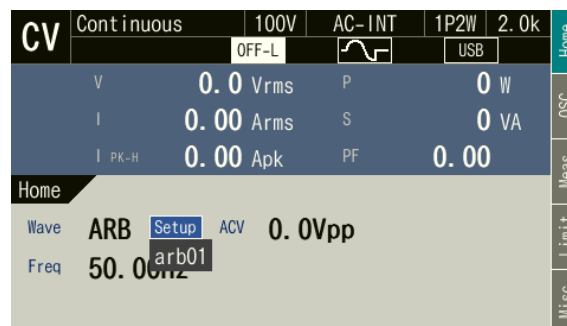 CV Continuous 100V AC-INT 1P2W 2.0k
OFF-L USB
V 0.0 Vrms P 0 W
I 0.00 Arms S 0 VA
I PK-H 0.00 Apk PF 0.00
Home
Wave ARB Setup ACV 0.0Vpp
arb01
Freq 50.00Hz
Home
OSC
Meas
Limit
Misc